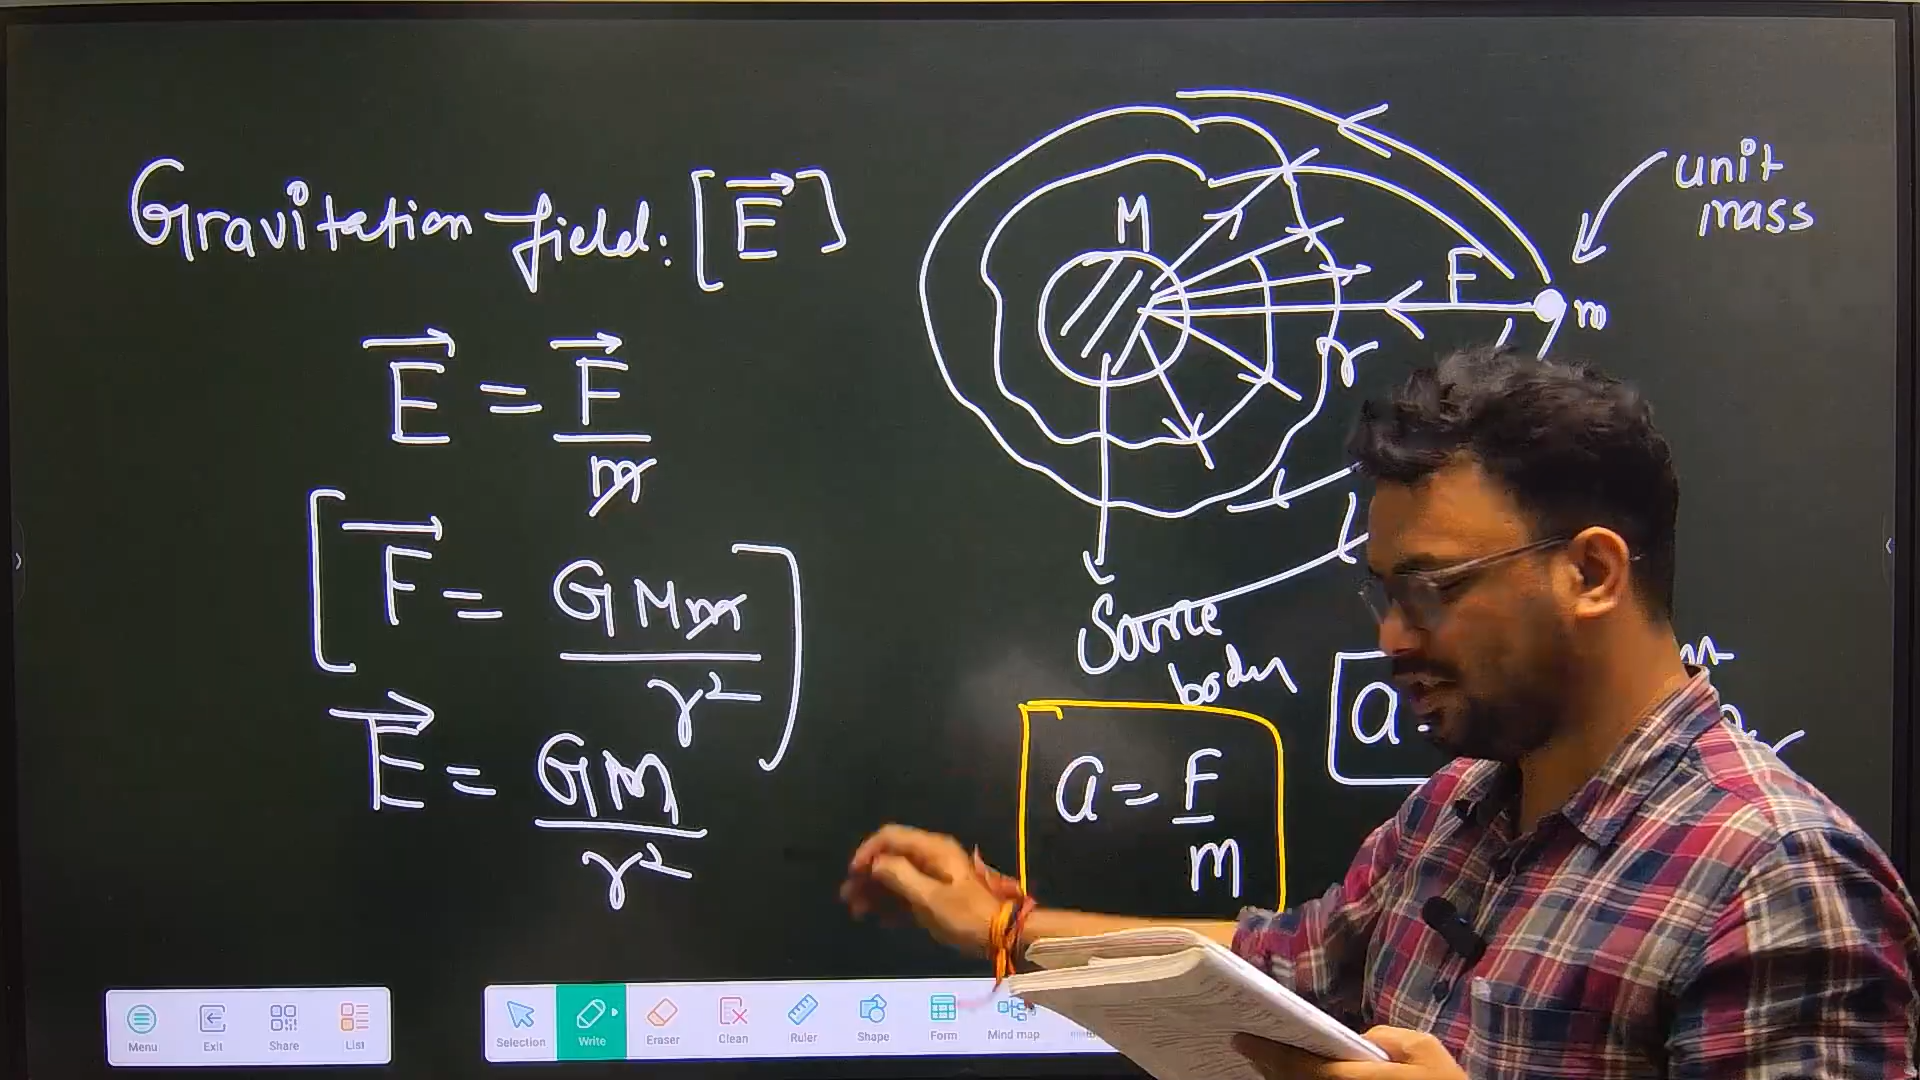 Gravitation field: [E]
E = F
m
F = GMm
r²
E = GM
r²
M
F
m
r
unit
mass
Source
body
a = F
m
a
Menu
Exit
Share
List
Selection
Write
Eraser
Clean
Ruler
Shape
Form
Mind map